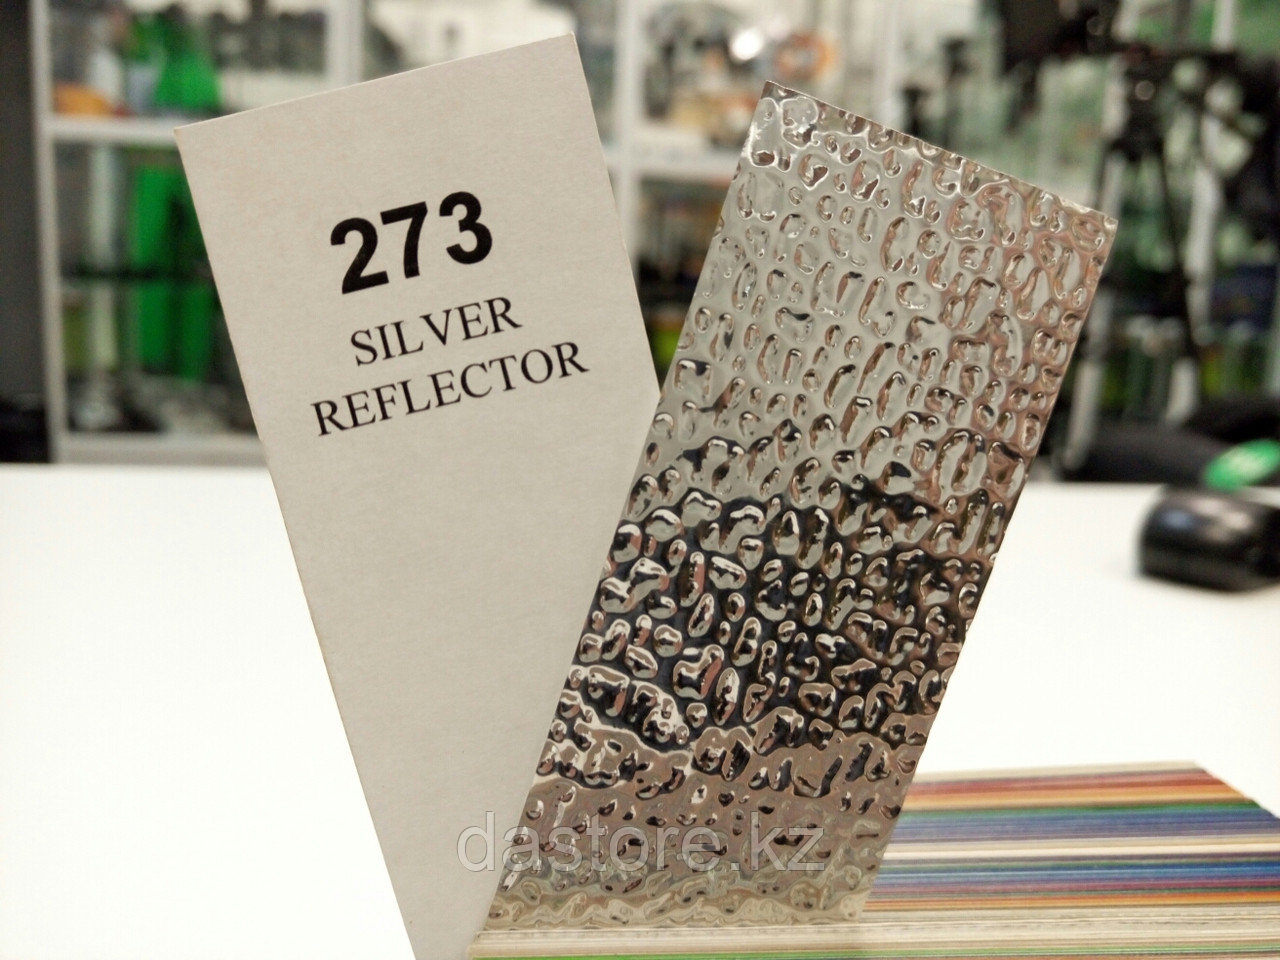 273
SILVER
REFLECTOR
dastore.kz